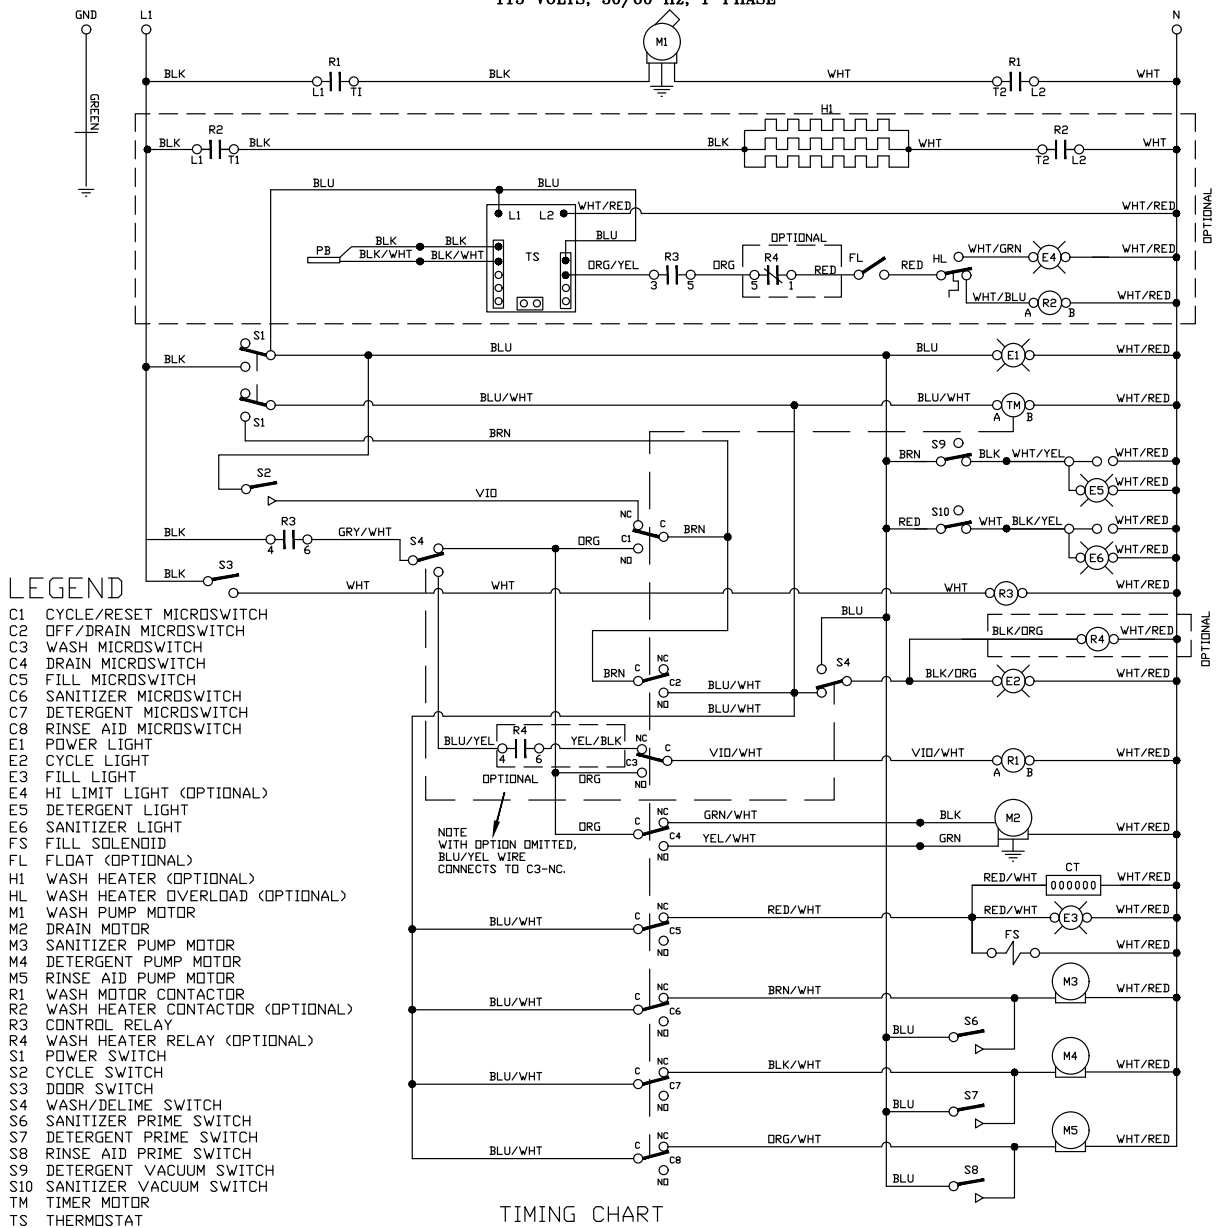 115 VOLTS, 50/60 Hz, 1 PHASE
GND L1 M1 N
R1 R1
BLK BLK WHT WHT
L1 T1 T2 L2
GREEN
H1
R2 R2
BLK BLK BLK WHT WHT
L1 T1 T2 L2
OPTIONAL
BLU BLU
L1 L2 WHT/RED WHT/RED
BLU
PB BLK BLK
BLK/WHT BLK/WHT
TS
OPTIONAL
ORG/YEL R3 ORG R4 RED FL RED HL
3 5 5 1
WHT/GRN E4 WHT/RED
WHT/BLU R2 WHT/RED
A B
S1
BLK BLU BLU E1 WHT/RED
S1
BLU/WHT BLU/WHT TM WHT/RED
A B
BRN
BRN S9 BLK WHT/YEL WHT/RED
S2
E5 WHT/RED
VIO
RED S10 WHT BLK/YEL WHT/RED
E6 WHT/RED
NC C BRN
C1
NO
BLK R3 GRY/WHT S4 ORG
4 6
BLK S3
WHT WHT WHT R3 WHT/RED
BLU
BLK/ORG R4 WHT/RED
OPTIONAL
BRN C NC
C2
NO
BLU/WHT
BLU/WHT
S4
BLK/ORG E2 WHT/RED
BLU/YEL R4 YEL/BLK NC C
4 6 C3
NO
OPTIONAL ORG
VIO/WHT VIO/WHT R1 WHT/RED
A B
NOTE
WITH OPTION OMITTED,
BLU/YEL WIRE
CONNECTS TO C3-NC.
ORG C NC
C4
NO
GRN/WHT BLK M2
YEL/WHT GRN WHT/RED
CT
RED/WHT 000000 WHT/RED
BLU/WHT C NC
C5
NO
RED/WHT RED/WHT E3 WHT/RED
FS WHT/RED
BLU/WHT C NC
C6
NO
BRN/WHT M3 WHT/RED
BLU S6
BLU/WHT C NC
C7
NO
BLK/WHT M4 WHT/RED
BLU S7
BLU/WHT C NC
C8
NO
ORG/WHT M5 WHT/RED
BLU S8
LEGEND
C1 CYCLE/RESET MICROSWITCH
C2 OFF/DRAIN MICROSWITCH
C3 WASH MICROSWITCH
C4 DRAIN MICROSWITCH
C5 FILL MICROSWITCH
C6 SANITIZER MICROSWITCH
C7 DETERGENT MICROSWITCH
C8 RINSE AID MICROSWITCH
E1 POWER LIGHT
E2 CYCLE LIGHT
E3 FILL LIGHT
E4 HI LIMIT LIGHT (OPTIONAL)
E5 DETERGENT LIGHT
E6 SANITIZER LIGHT
FS FILL SOLENOID
FL FLOAT (OPTIONAL)
H1 WASH HEATER (OPTIONAL)
HL WASH HEATER OVERLOAD (OPTIONAL)
M1 WASH PUMP MOTOR
M2 DRAIN MOTOR
M3 SANITIZER PUMP MOTOR
M4 DETERGENT PUMP MOTOR
M5 RINSE AID PUMP MOTOR
R1 WASH MOTOR CONTACTOR
R2 WASH HEATER CONTACTOR (OPTIONAL)
R3 CONTROL RELAY
R4 WASH HEATER RELAY (OPTIONAL)
S1 POWER SWITCH
S2 CYCLE SWITCH
S3 DOOR SWITCH
S4 WASH/DELIME SWITCH
S6 SANITIZER PRIME SWITCH
S7 DETERGENT PRIME SWITCH
S8 RINSE AID PRIME SWITCH
S9 DETERGENT VACUUM SWITCH
S10 SANITIZER VACUUM SWITCH
TM TIMER MOTOR
TS THERMOSTAT
TIMING CHART